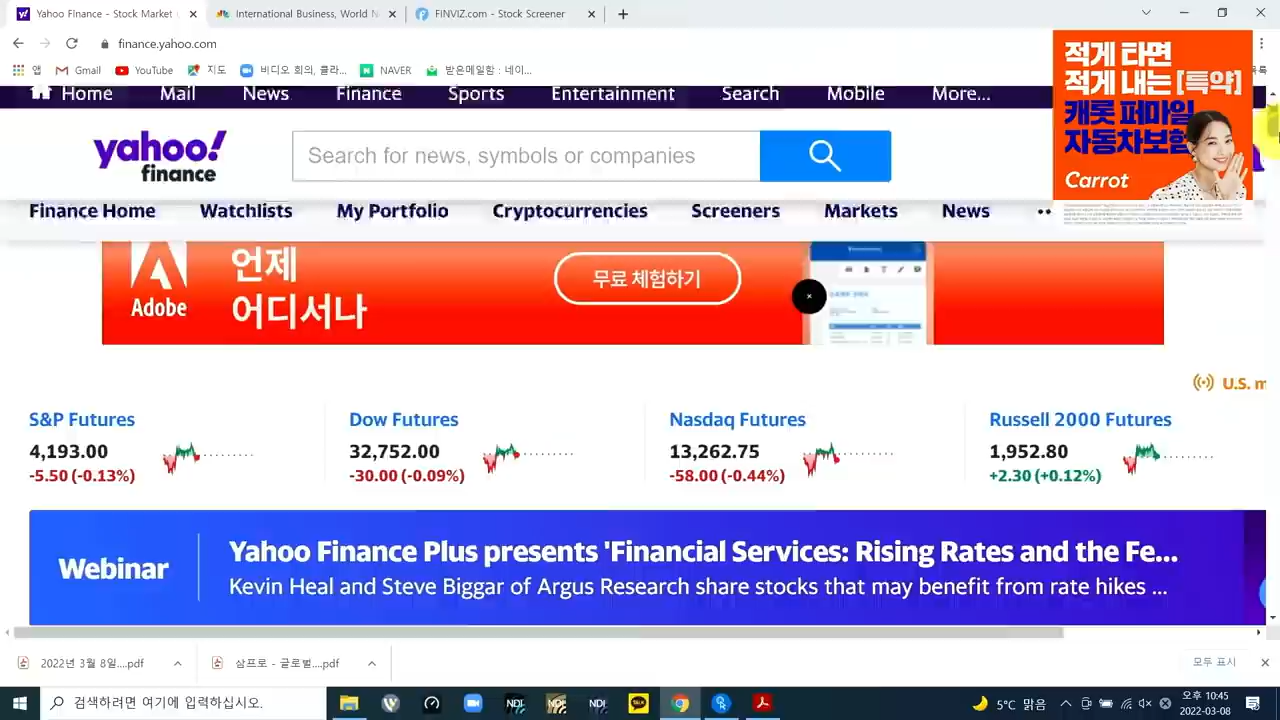 Yahoo Finance - Stock Market
International Business, World N
FINVIZ.com - Stock Screener
finance.yahoo.com
앱
Gmail
YouTube
지도
비디오 회의, 클라...
NAVER
Home
Mail
News
Finance
Sports
Entertainment
Search
Mobile
More...
적게 타면
적게 내는 [특약]
캐롯 퍼마일
자동차보험
Carrot
yahoo!
finance
Search for news, symbols or companies
Finance Home
Watchlists
My Portfolio
Cryptocurrencies
Screeners
Markets
News
Adobe
언제
어디서나
무료 체험하기
U.S. m
S&P Futures
4,193.00
-5.50 (-0.13%)
Dow Futures
32,752.00
-30.00 (-0.09%)
Nasdaq Futures
13,262.75
-58.00 (-0.44%)
Russell 2000 Futures
1,952.80
+2.30 (+0.12%)
Webinar
Yahoo Finance Plus presents 'Financial Services: Rising Rates and the Fe...
Kevin Heal and Steve Biggar of Argus Research share stocks that may benefit from rate hikes ...
2022년 3월 8일....pdf
삼프로 - 글로벌....pdf
모두 표시
검색하려면 여기에 입력하십시오.
5°C 맑음
오후 10:45
2022-03-08